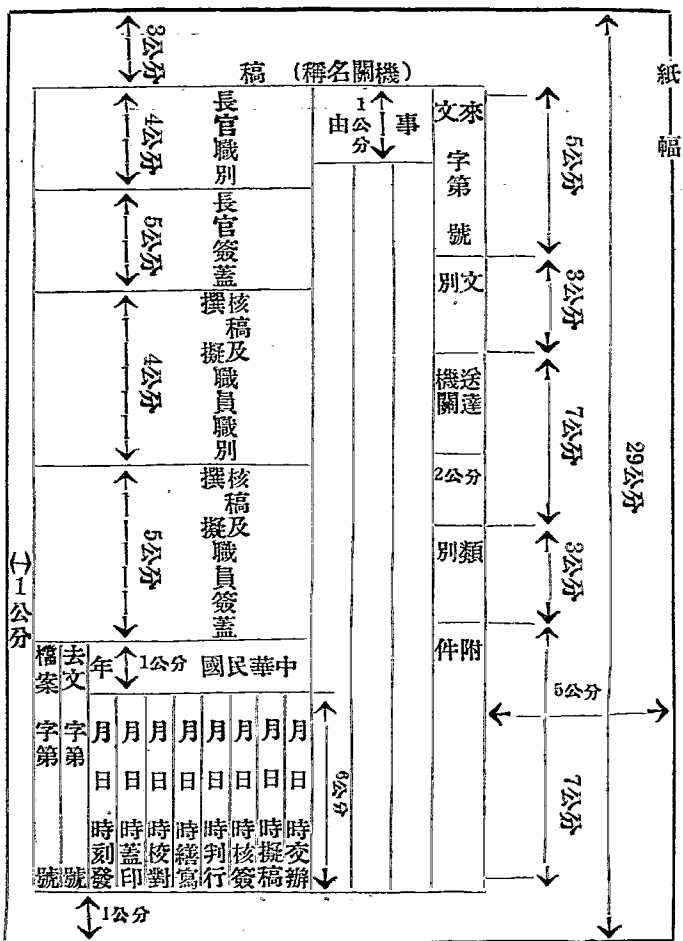 紙幅
29公分
5公分
3公分
7公分
3公分
7公分
5公分
（機關名稱）稿
3公分
來文 字第 號
文別
送達機關
2公分
類別
附件
事由
1公分
長官職別
4公分
長官簽蓋
5公分
核稿及撰擬職員職別
4公分
核稿及撰擬職員簽蓋
5公分
中華民國 年
1公分
6公分
月 日 時交辦
月 日 時擬稿
月 日 時核簽
月 日 時判行
月 日 時繕寫
月 日 時校對
月 日 時蓋印
月 日 時刻發
去文 字第 號
檔案 字第 號
(一)1公分
1公分